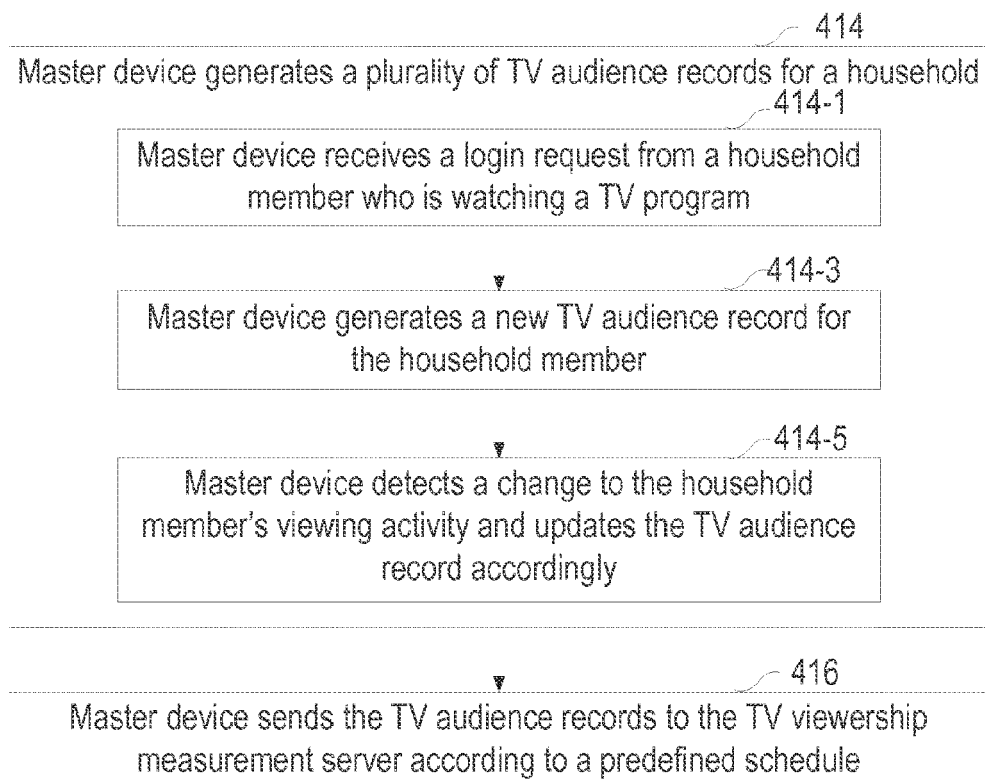 414
Master device generates a plurality of TV audience records for a household
414-1
Master device receives a login request from a household
member who is watching a TV program
414-3
Master device generates a new TV audience record for
the household member
414-5
Master device detects a change to the household
member's viewing activity and updates the TV audience
record accordingly
416
Master device sends the TV audience records to the TV viewership
measurement server according to a predefined schedule